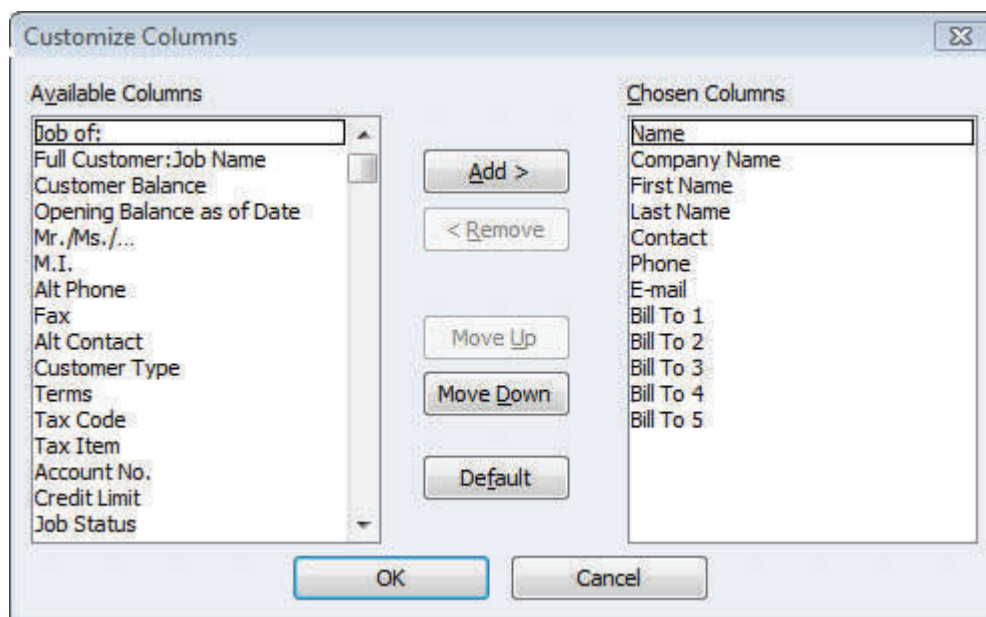 Customize Columns
Available Columns
Job of:
Full Customer:Job Name
Customer Balance
Opening Balance as of Date
Mr./Ms./...
M.I.
Alt Phone
Fax
Alt Contact
Customer Type
Terms
Tax Code
Tax Item
Account No.
Credit Limit
Job Status
Add >
< Remove
Move Up
Move Down
Default
Chosen Columns
Name
Company Name
First Name
Last Name
Contact
Phone
E-mail
Bill To 1
Bill To 2
Bill To 3
Bill To 4
Bill To 5
OK
Cancel